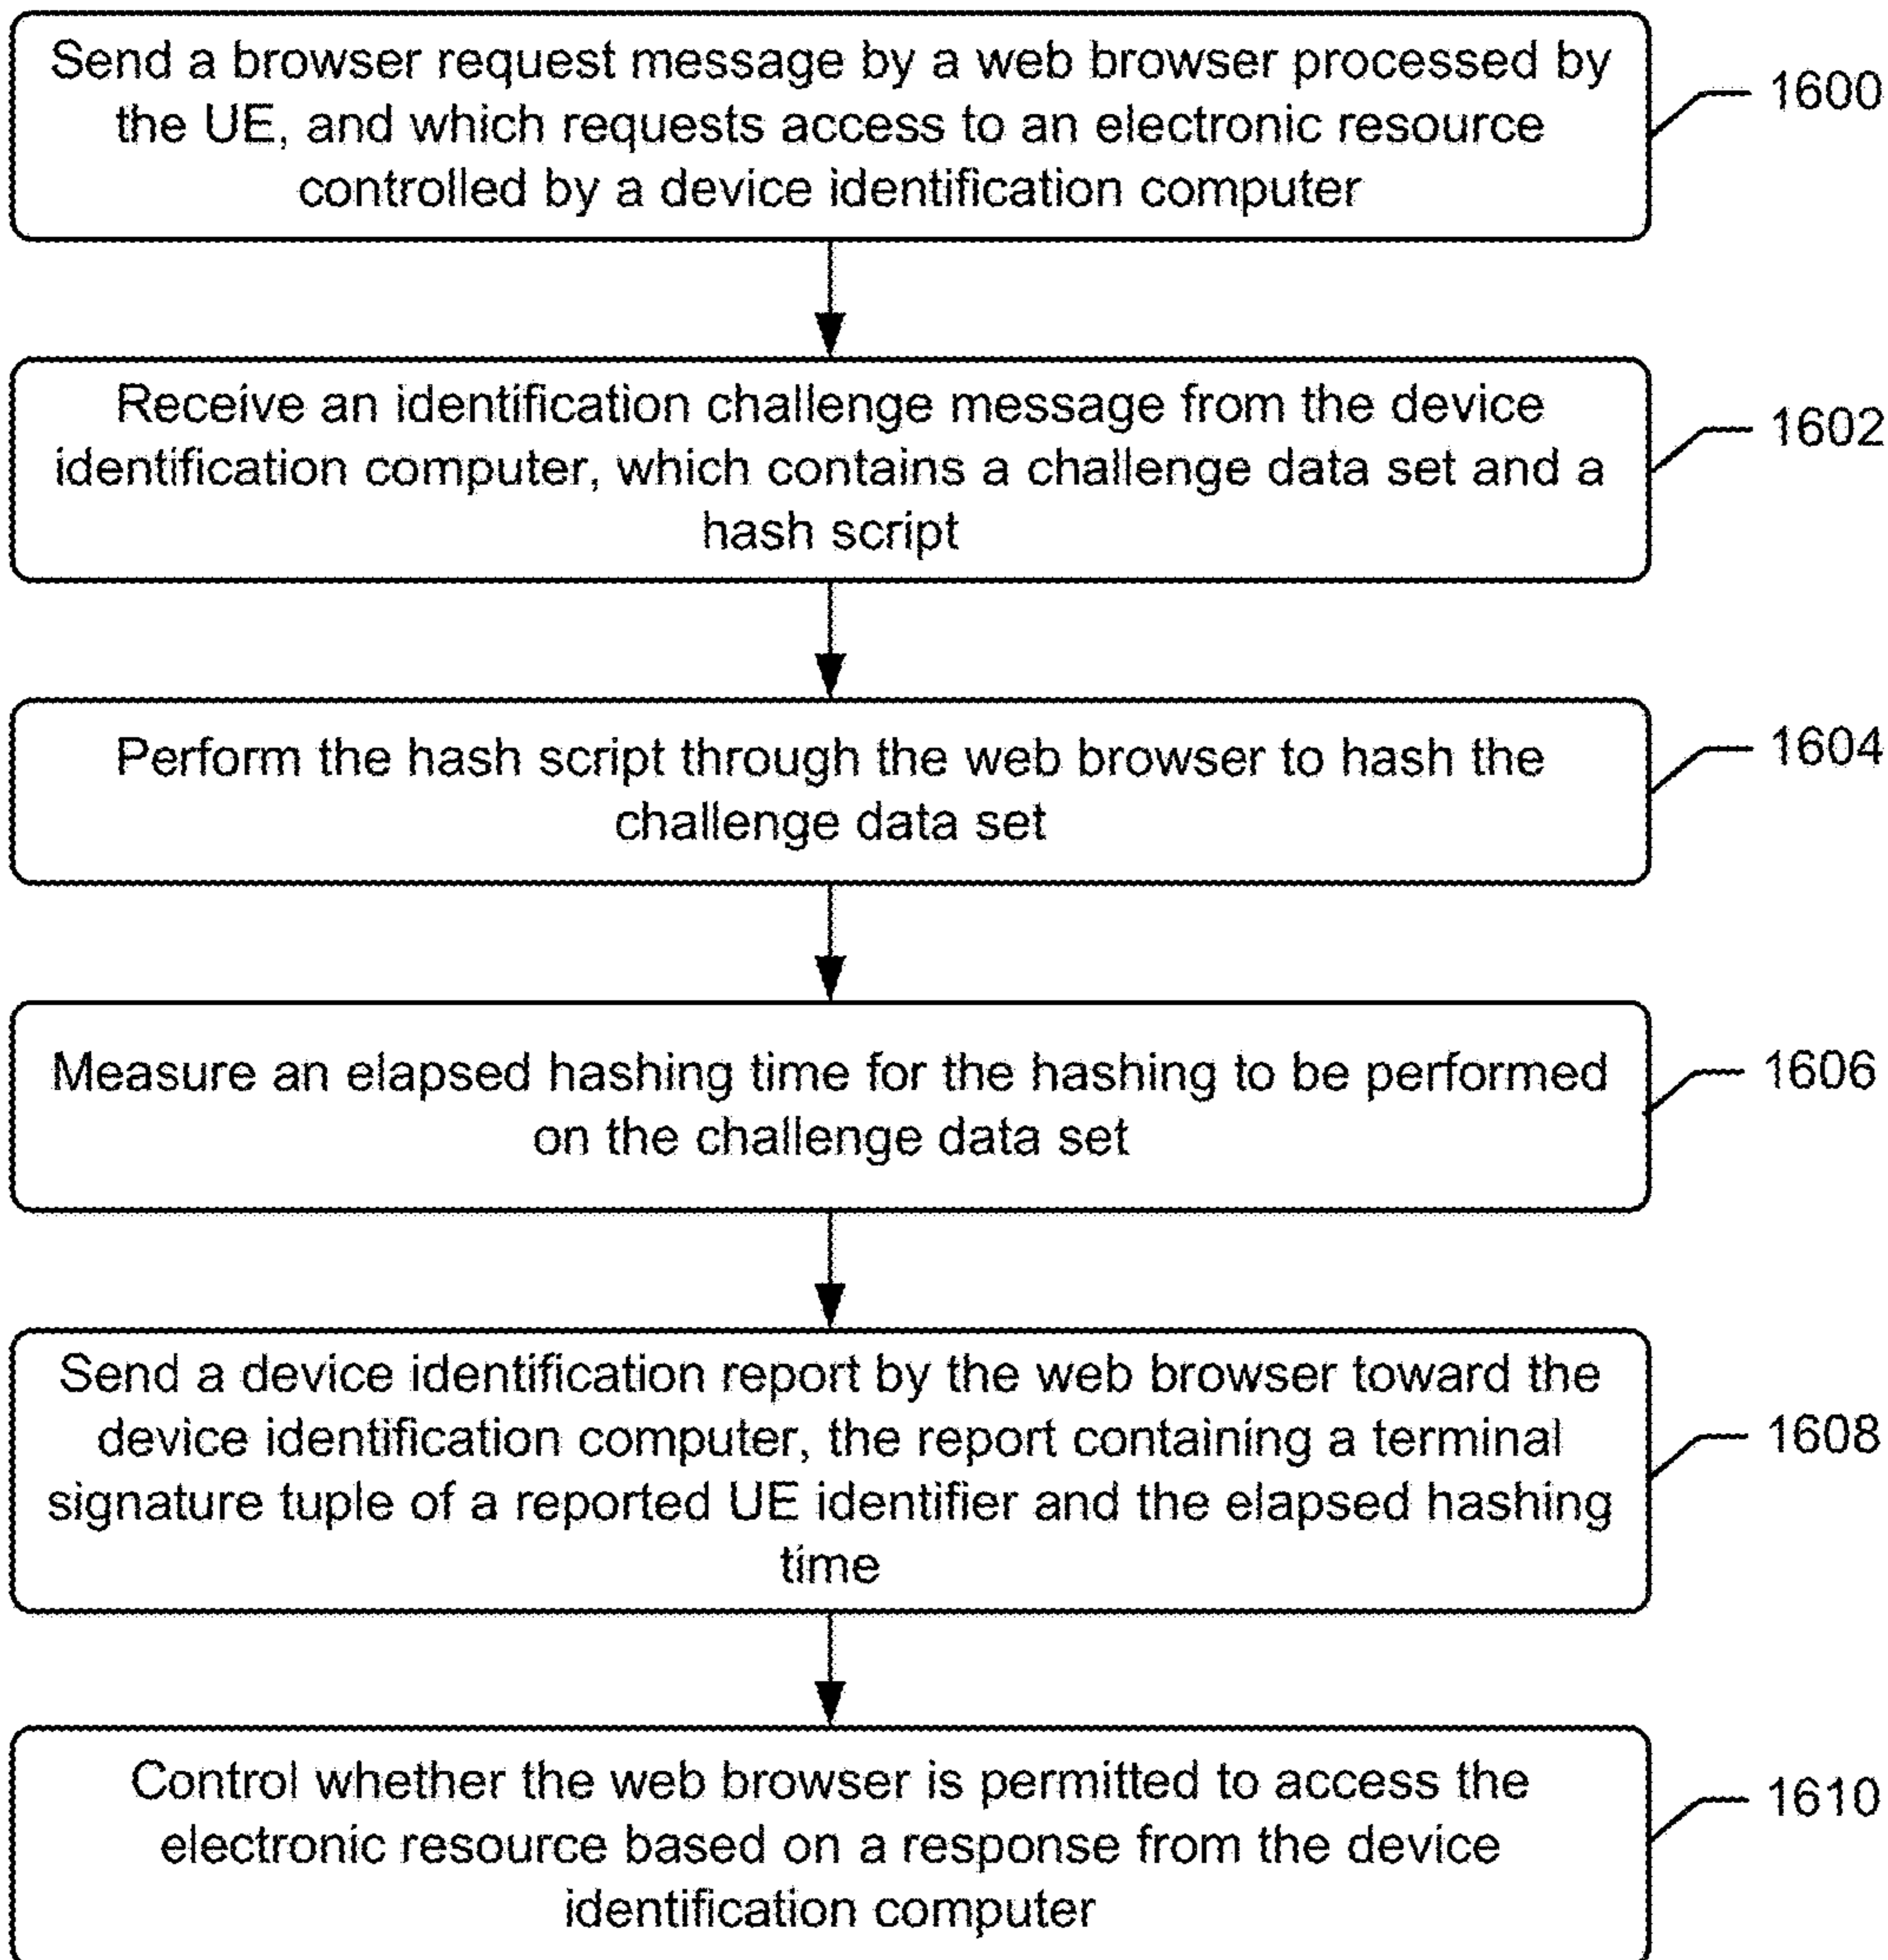 Send a browser request message by a web browser processed by
the UE, and which requests access to an electronic resource
controlled by a device identification computer
1600
Receive an identification challenge message from the device
identification computer, which contains a challenge data set and a
hash script
1602
Perform the hash script through the web browser to hash the
challenge data set
1604
Measure an elapsed hashing time for the hashing to be performed
on the challenge data set
1606
Send a device identification report by the web browser toward the
device identification computer, the report containing a terminal
signature tuple of a reported UE identifier and the elapsed hashing
time
1608
Control whether the web browser is permitted to access the
electronic resource based on a response from the device
identification computer
1610